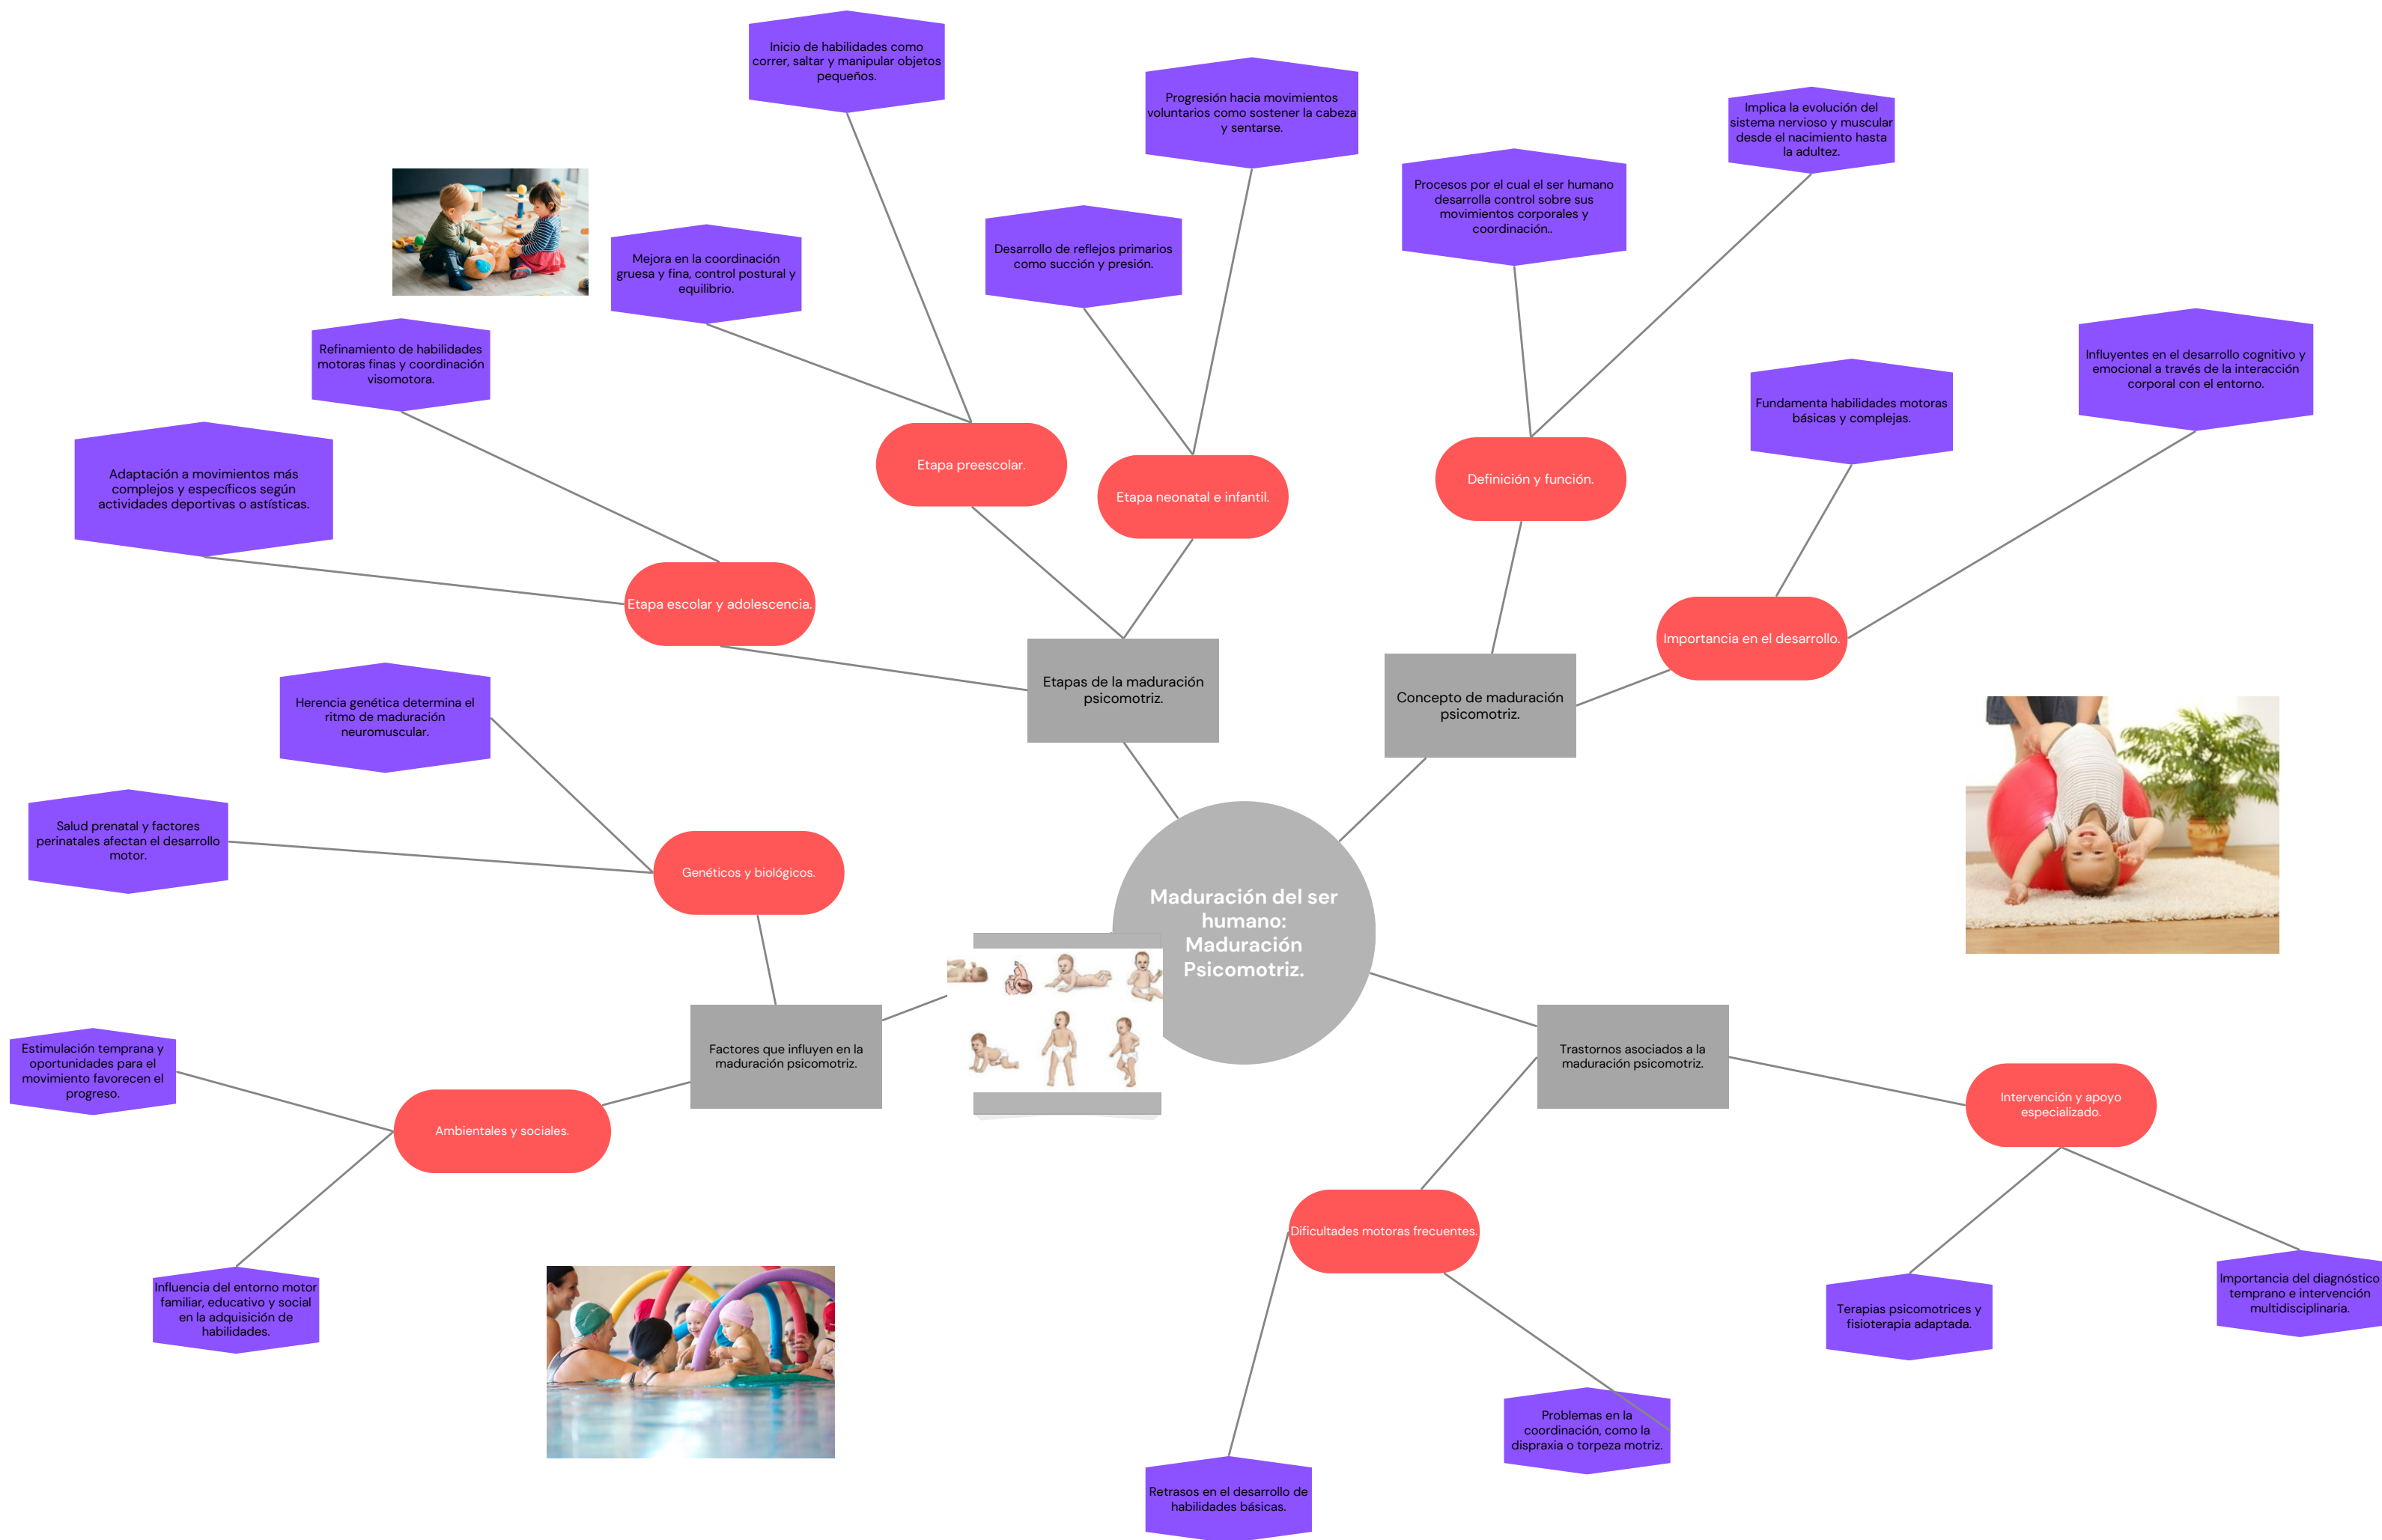 Inicio de habilidades como
correr, saltar y manipular objetos
pequeños.
Progresión hacia movimientos
voluntarios como sostener la cabeza
y sentarse.
Implica la evolución del
sistema nervioso y muscular
desde el nacimiento hasta
la adultez.
Procesos por el cual el ser humano
desarrolla control sobre sus
movimientos corporales y
coordinación..
Mejora en la coordinación
gruesa y fina, control postural y
equilibrio.
Desarrollo de reflejos primarios
como succión y presión.
Refinamiento de habilidades
motoras finas y coordinación
visomotora.
Influyentes en el desarrollo cognitivo y
emocional a través de la interacción
corporal con el entorno.
Fundamenta habilidades motoras
básicas y complejas.
Adaptación a movimientos más
complejos y específicos según
actividades deportivas o astísticas.
Etapa preescolar.
Etapa neonatal e infantil.
Definición y función.
Etapa escolar y adolescencia.
Importancia en el desarrollo.
Etapas de la maduración
psicomotriz.
Concepto de maduración
psicomotriz.
Herencia genética determina el
ritmo de maduración
neuromuscular.
Salud prenatal y factores
perinatales afectan el desarrollo
motor.
Genéticos y biológicos.
Maduración del ser
humano:
Maduración
Psicomotriz.
Factores que influyen en la
maduración psicomotriz.
Trastornos asociados a la
maduración psicomotriz.
Estimulación temprana y
oportunidades para el
movimiento favorecen el
progreso.
Ambientales y sociales.
Intervención y apoyo
especializado.
Dificultades motoras frecuentes.
Influencia del entorno motor
familiar, educativo y social
en la adquisición de
habilidades.
Terapias psicomotrices y
fisioterapia adaptada.
Importancia del diagnóstico
temprano e intervención
multidisciplinaria.
Problemas en la
coordinación, como la
dispraxia o torpeza motriz.
Retrasos en el desarrollo de
habilidades básicas.